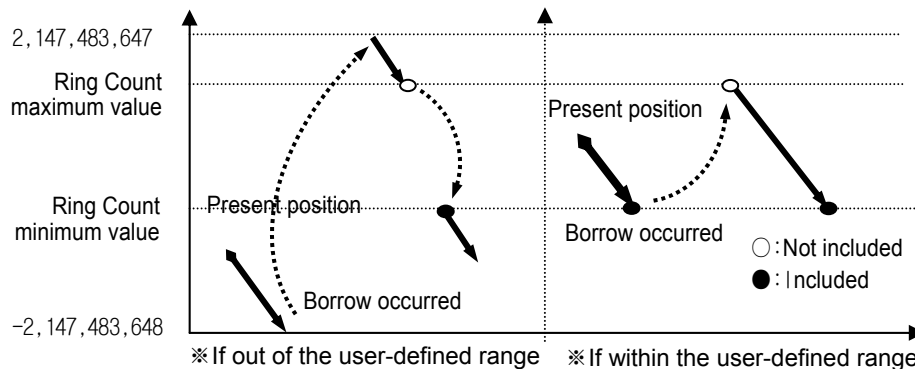 2,147,483,647
Ring Count
maximum value
Present position
Ring Count
minimum value
Present position
Borrow occurred
○ : Not included
● : Included
Borrow occurred
-2,147,483,648
※If out of the user-defined range
※If within the user-defined range